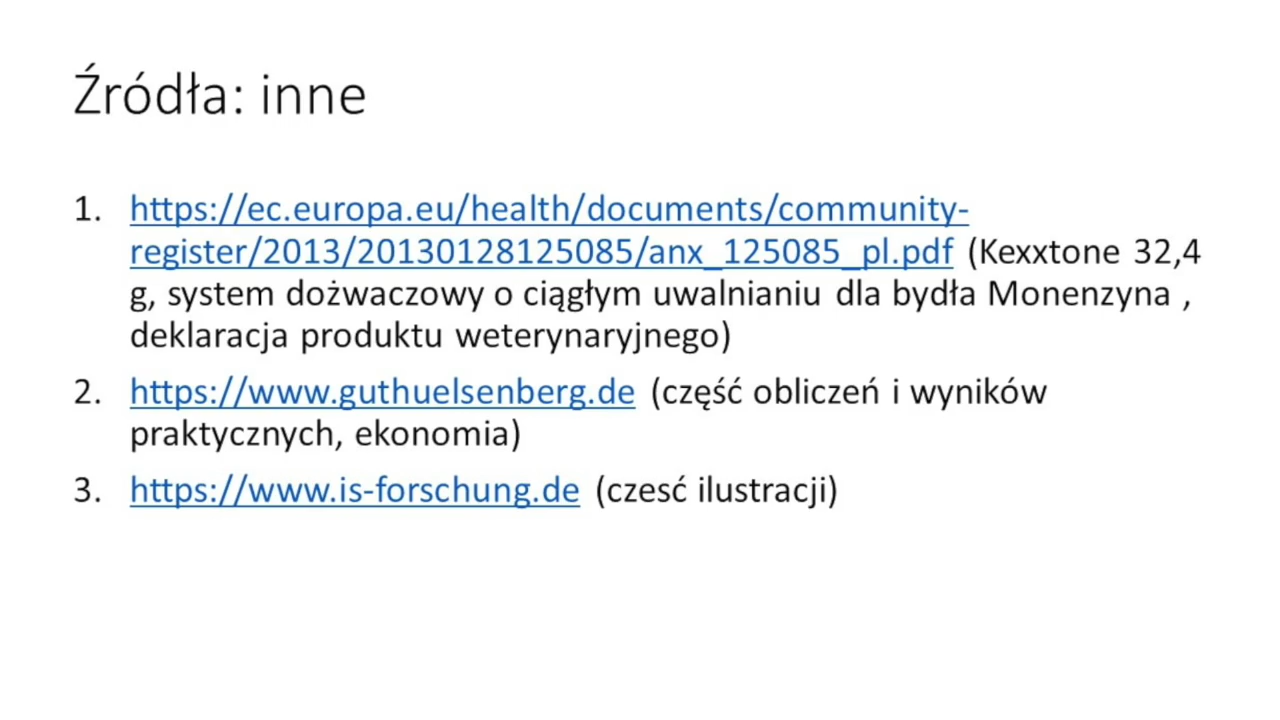 Źródła: inne
1. https://ec.europa.eu/health/documents/community-
register/2013/20130128125085/anx_125085_pl.pdf (Kexxtone 32,4
g, system dożwaczowy o ciągłym uwalnianiu dla bydła Monenzyna ,
deklaracja produktu weterynaryjnego)
2. https://www.guthuelsenberg.de (część obliczeń i wyników
praktycznych, ekonomia)
3. https://www.is-forschung.de (czesć ilustracji)